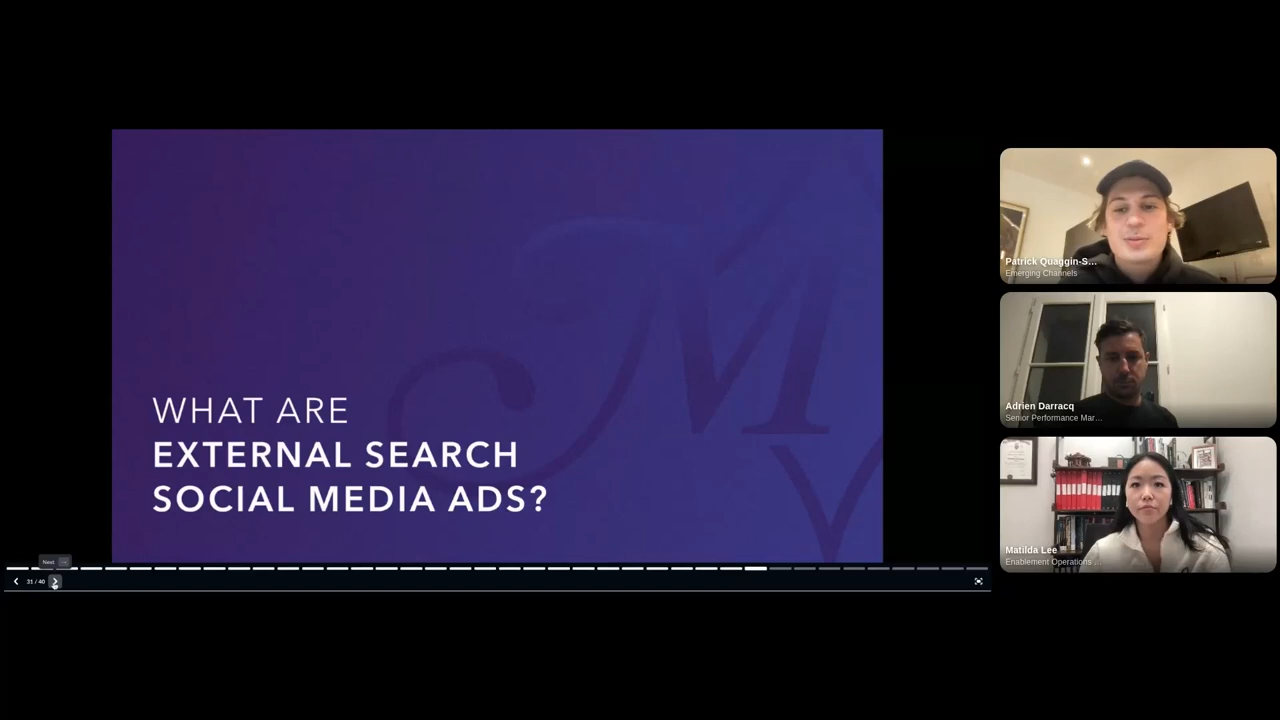 WHAT ARE
EXTERNAL SEARCH
SOCIAL MEDIA ADS?
Next
31 / 40
Patrick Quaggin-S...
Emerging Channels
Adrien Darracq
Senior Performance Mar...
Matilda Lee
Enablement Operations ...